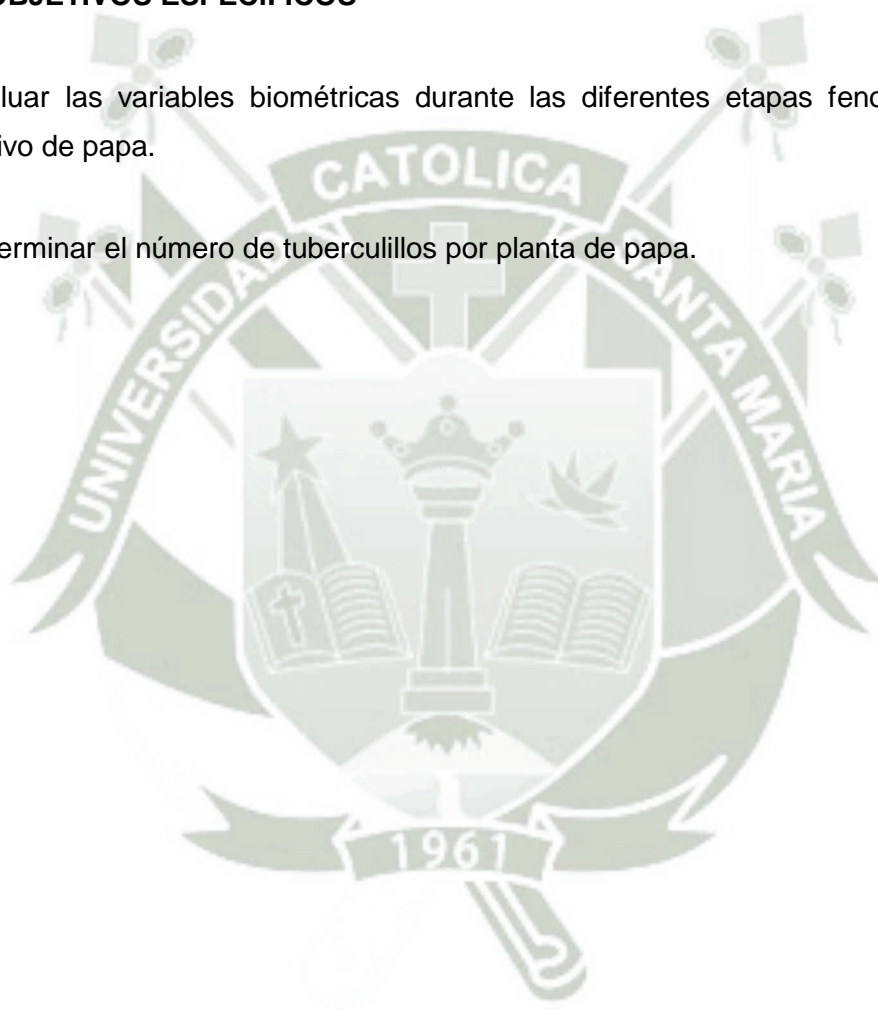 OBJETIVOS ESPECIFICOS
luar las variables biométricas durante las diferentes etapas feno
ivo de papa.
erminar el número de tuberculillos por planta de papa.
CATOLICA
UNIVERSIDAD
SANTA MARIA
1961